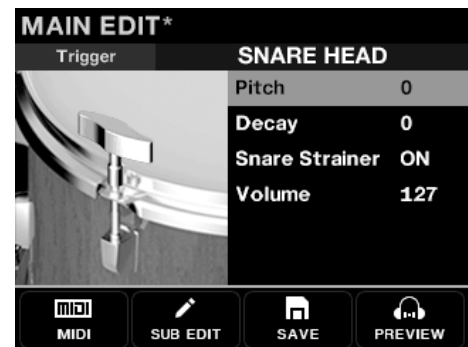 MAIN EDIT*
Trigger SNARE HEAD
Pitch 0
Decay 0
Snare Strainer ON
Volume 127
MIDI
MIDI SUB EDIT SAVE PREVIEW